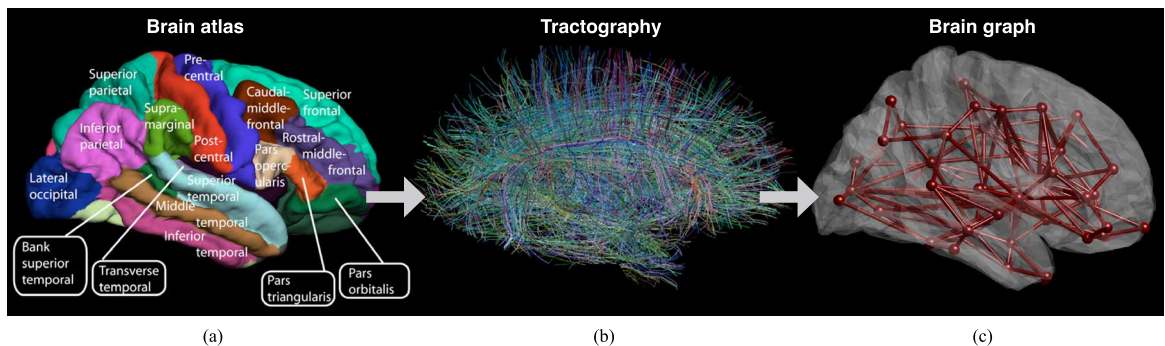 Brain atlas
Tractography
Brain graph
Superior
parietal
Pre-
central
Caudal-
middle-
frontal
Superior
frontal
Supra-
marginal
Inferior
parietal
Post-
central
Pars
operc-
ularis
Rostral-
middle-
frontal
Lateral
occipital
Superior
temporal
Middle
temporal
Inferior
temporal
Bank
superior
temporal
Transverse
temporal
Pars
triangularis
Pars
orbitalis
(a)
(b)
(c)